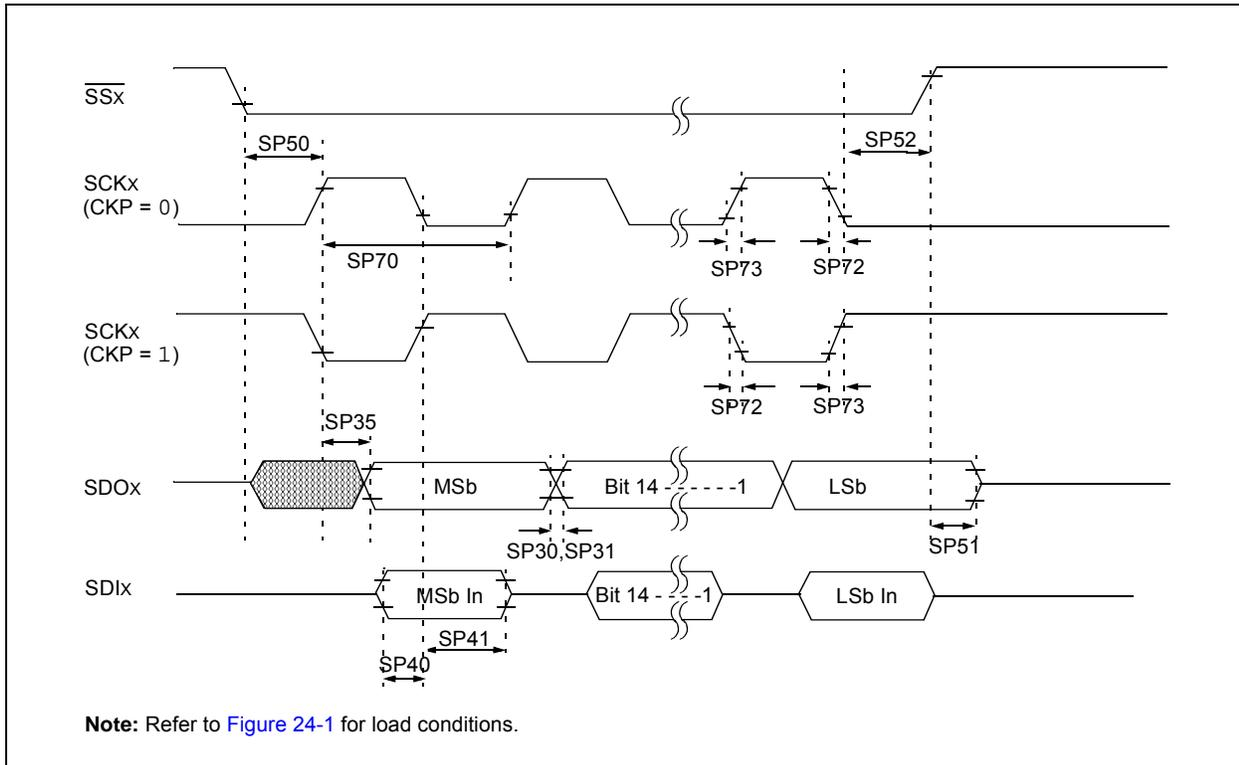 SSx
SP50
SP52
SCKx
(CKP = 0)
SP70
SP73
SP72
SCKx
(CKP = 1)
SP72
SP73
SP35
SDOx
MSb
Bit 14 - - - - - - -1
LSb
SP30,SP31
SP51
SDIx
MSb In
Bit 14 - - - - -1
LSb In
SP41
SP40
Note: Refer to Figure 24-1 for load conditions.